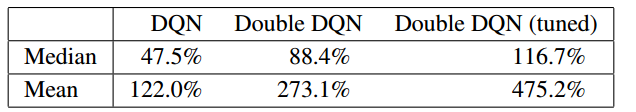 DQN Double DQN Double DQN (tuned)
Median 47.5% 88.4% 116.7%
Mean 122.0% 273.1% 475.2%